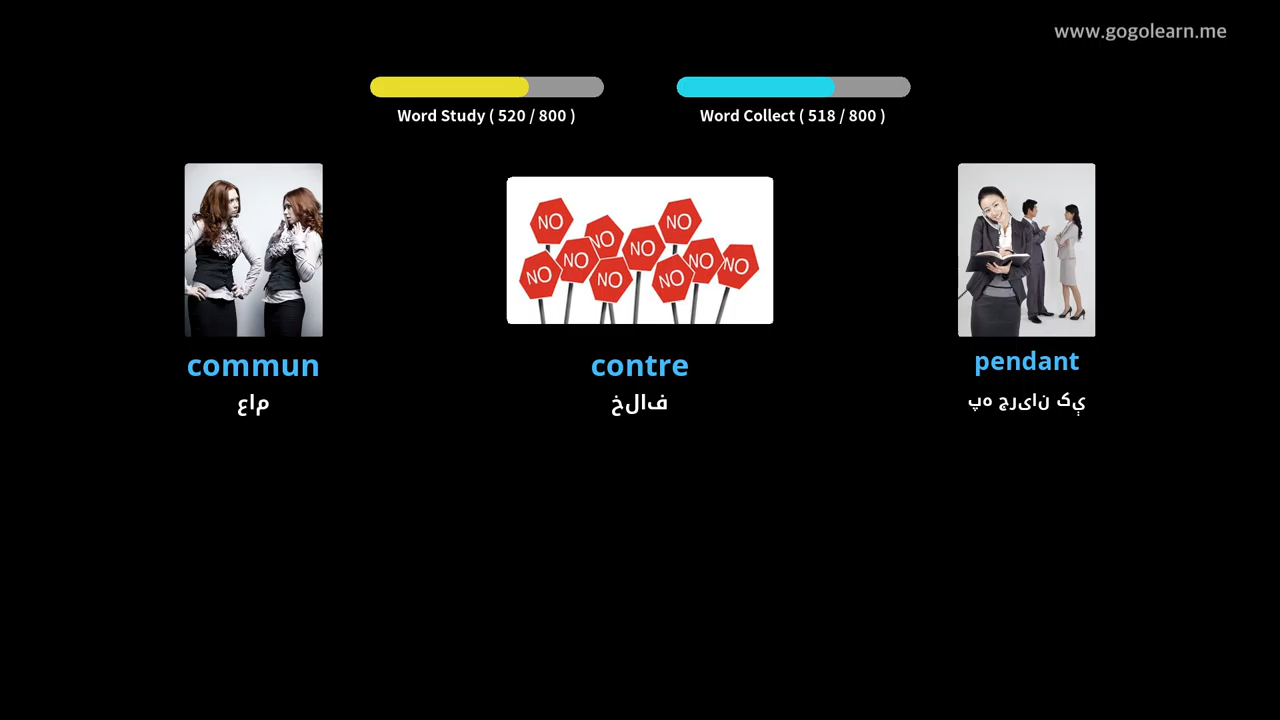 www.gogolearn.me
Word Study ( 520 / 800 )
Word Collect ( 518 / 800 )
commun
عام
contre
خلاف
pendant
په جریان کې
NO
NO
NO
NO
NO
NO
NO
NO
NO
NO